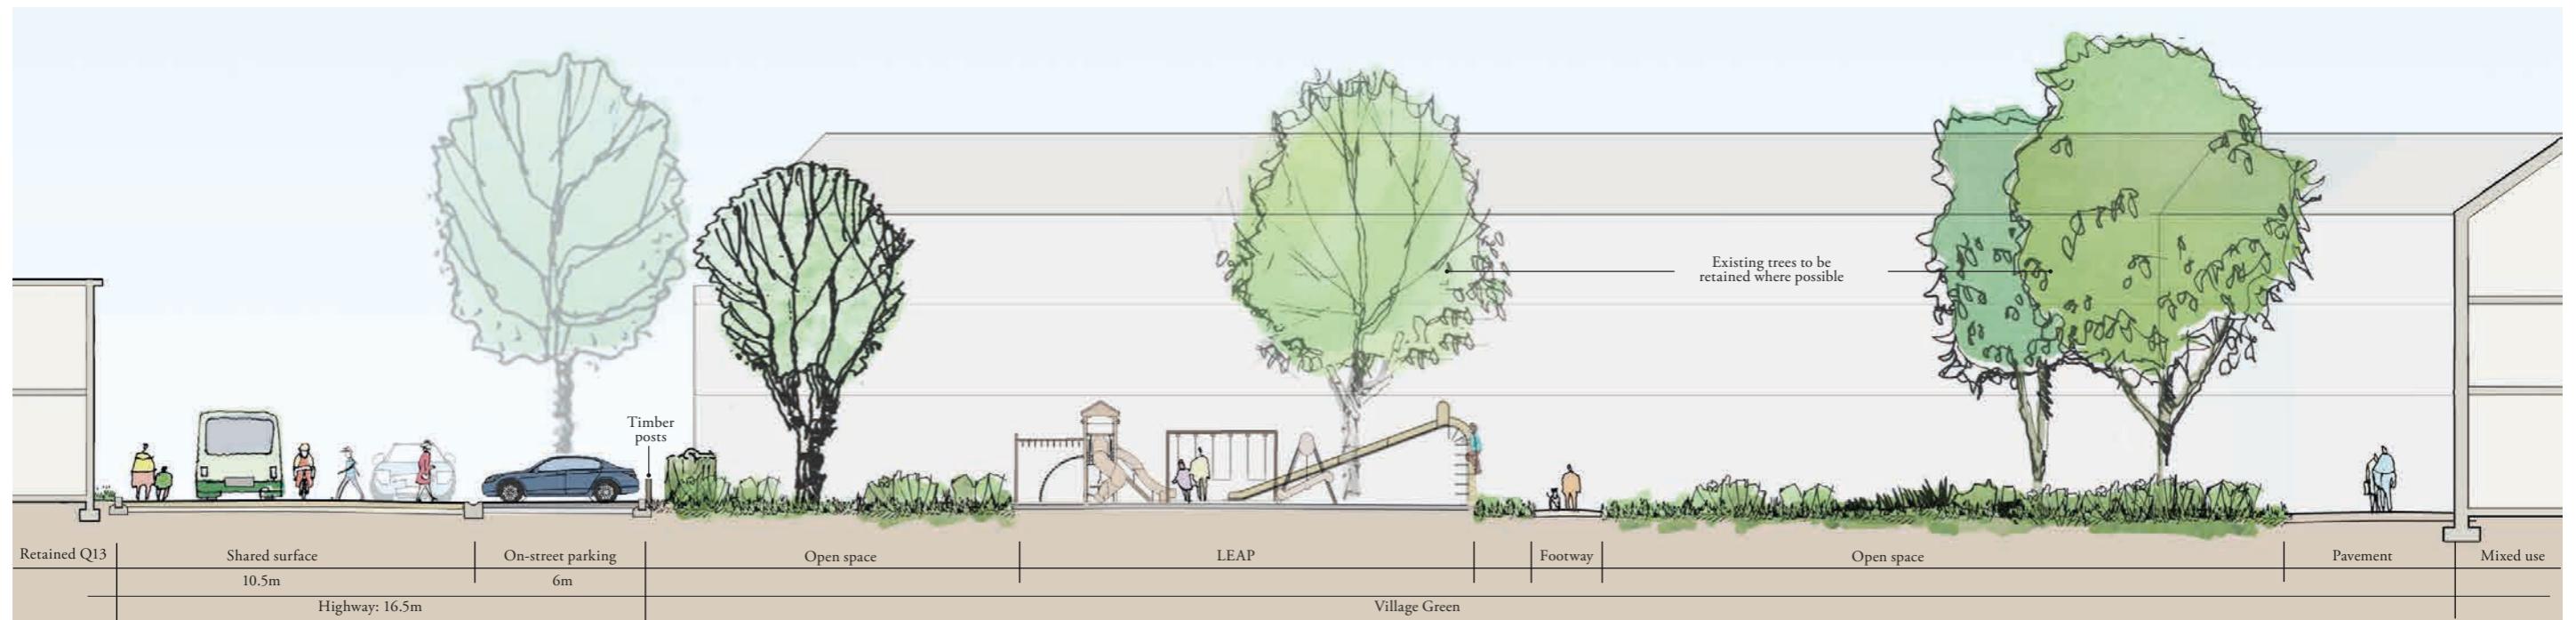 Timber
posts
Existing trees to be
retained where possible
Retained Q13
Shared surface
On-street parking
Open space
LEAP
Footway
Open space
Pavement
Mixed use
10.5m
6m
Highway: 16.5m
Village Green